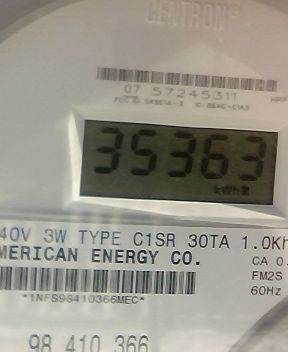 CENTRON®
07 57245311
35363
kWh
40V 3W TYPE C1SR 30TA 1.0Kh
MERICAN ENERGY CO.
CA 0.
FM2S
60Hz
*1NFS98410366MEC*
98 410 366